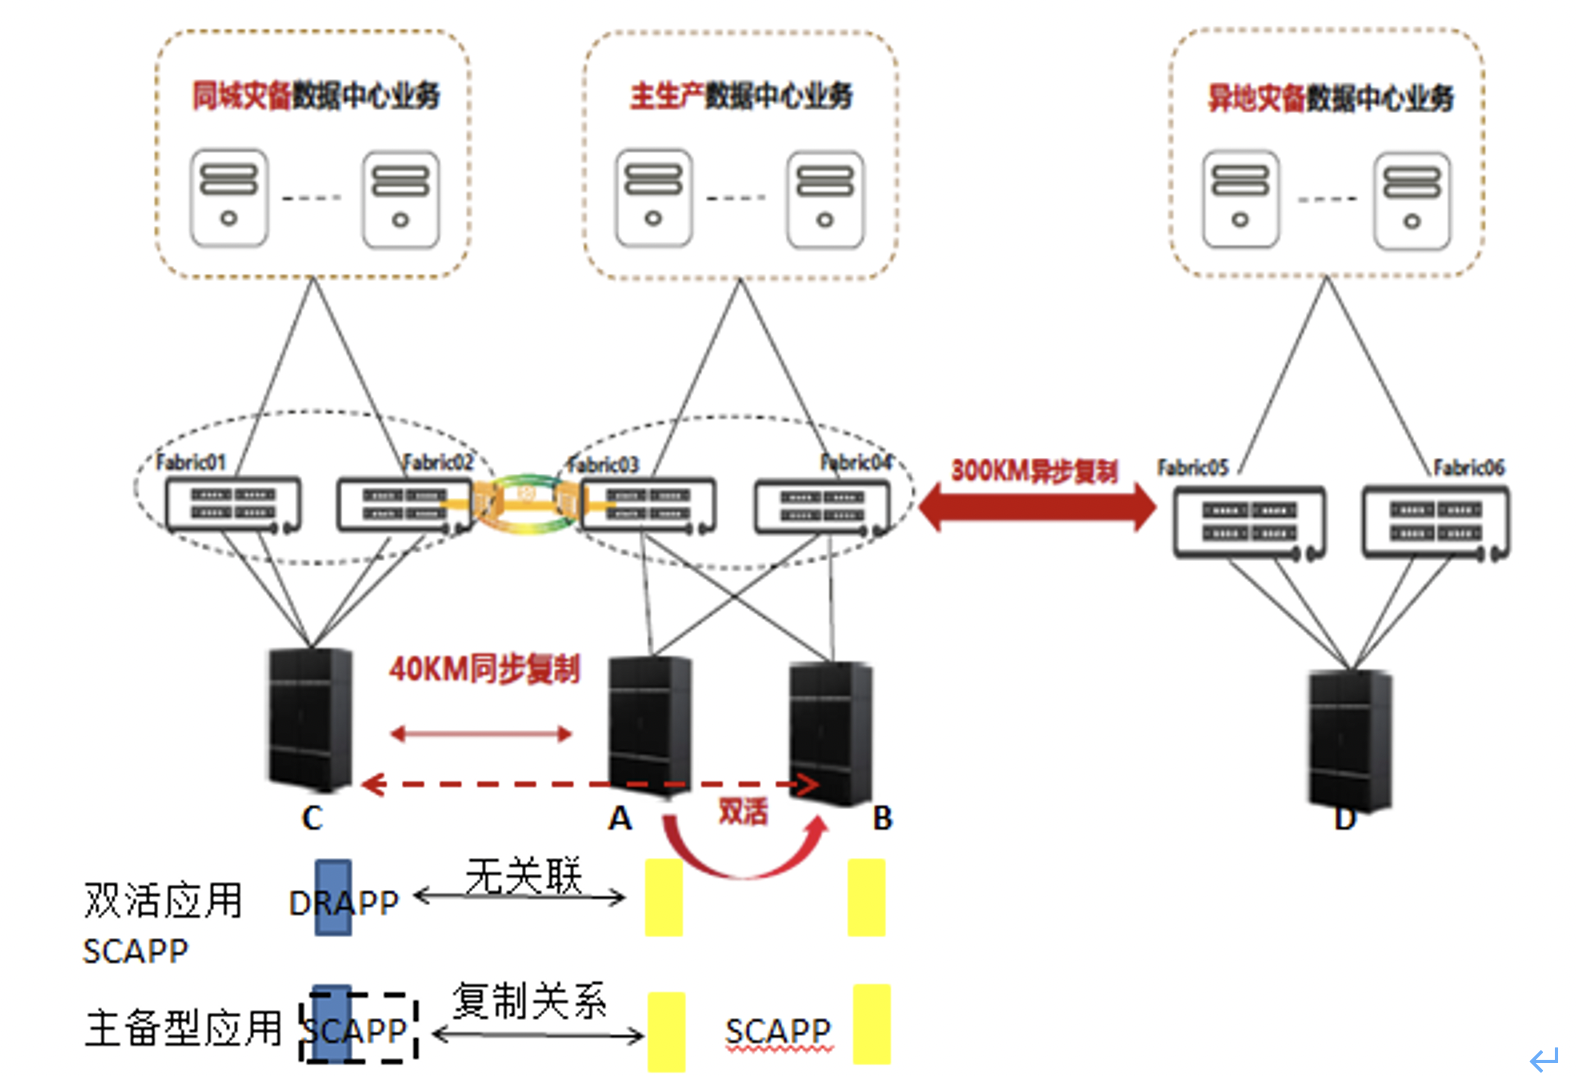 同城灾备数据中心业务
主生产数据中心业务
异地灾备数据中心业务
Fabric01
Fabric02
Fabric03
Fabric04
300KM异步复制
Fabric05
Fabric06
40KM同步复制
双活
C
A
B
D
双活应用
DRAPP
无关联
SCAPP
主备型应用
SCAPP
复制关系
SCAPP